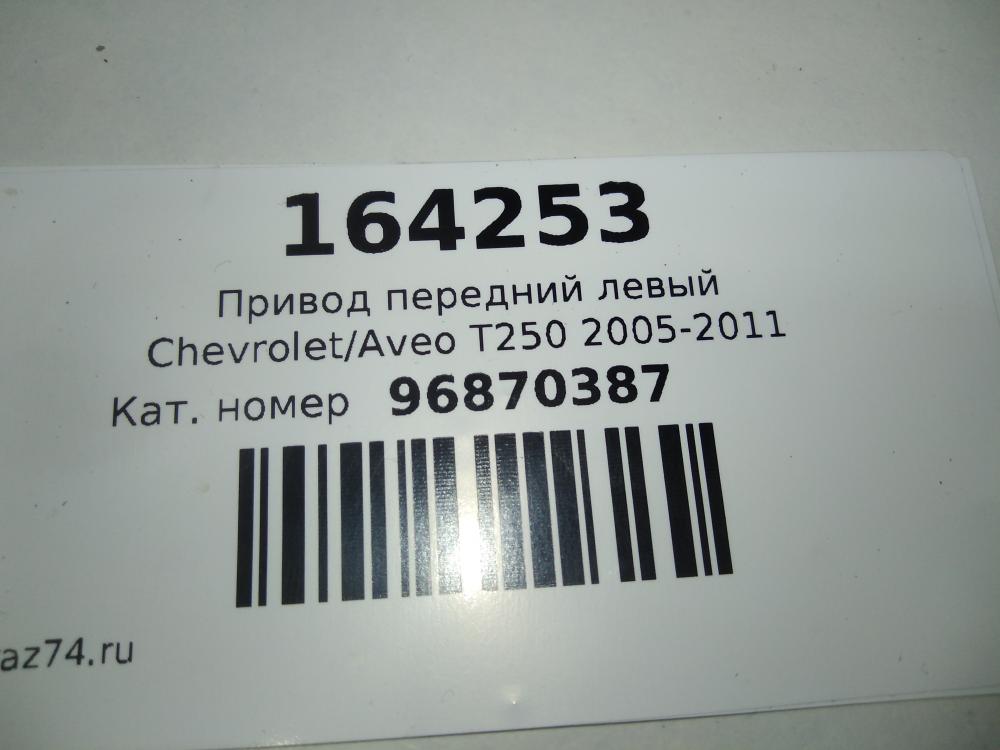 164253
Привод передний левый
Chevrolet/Aveo T250 2005-2011
Кат. номер 96870387
az74.ru